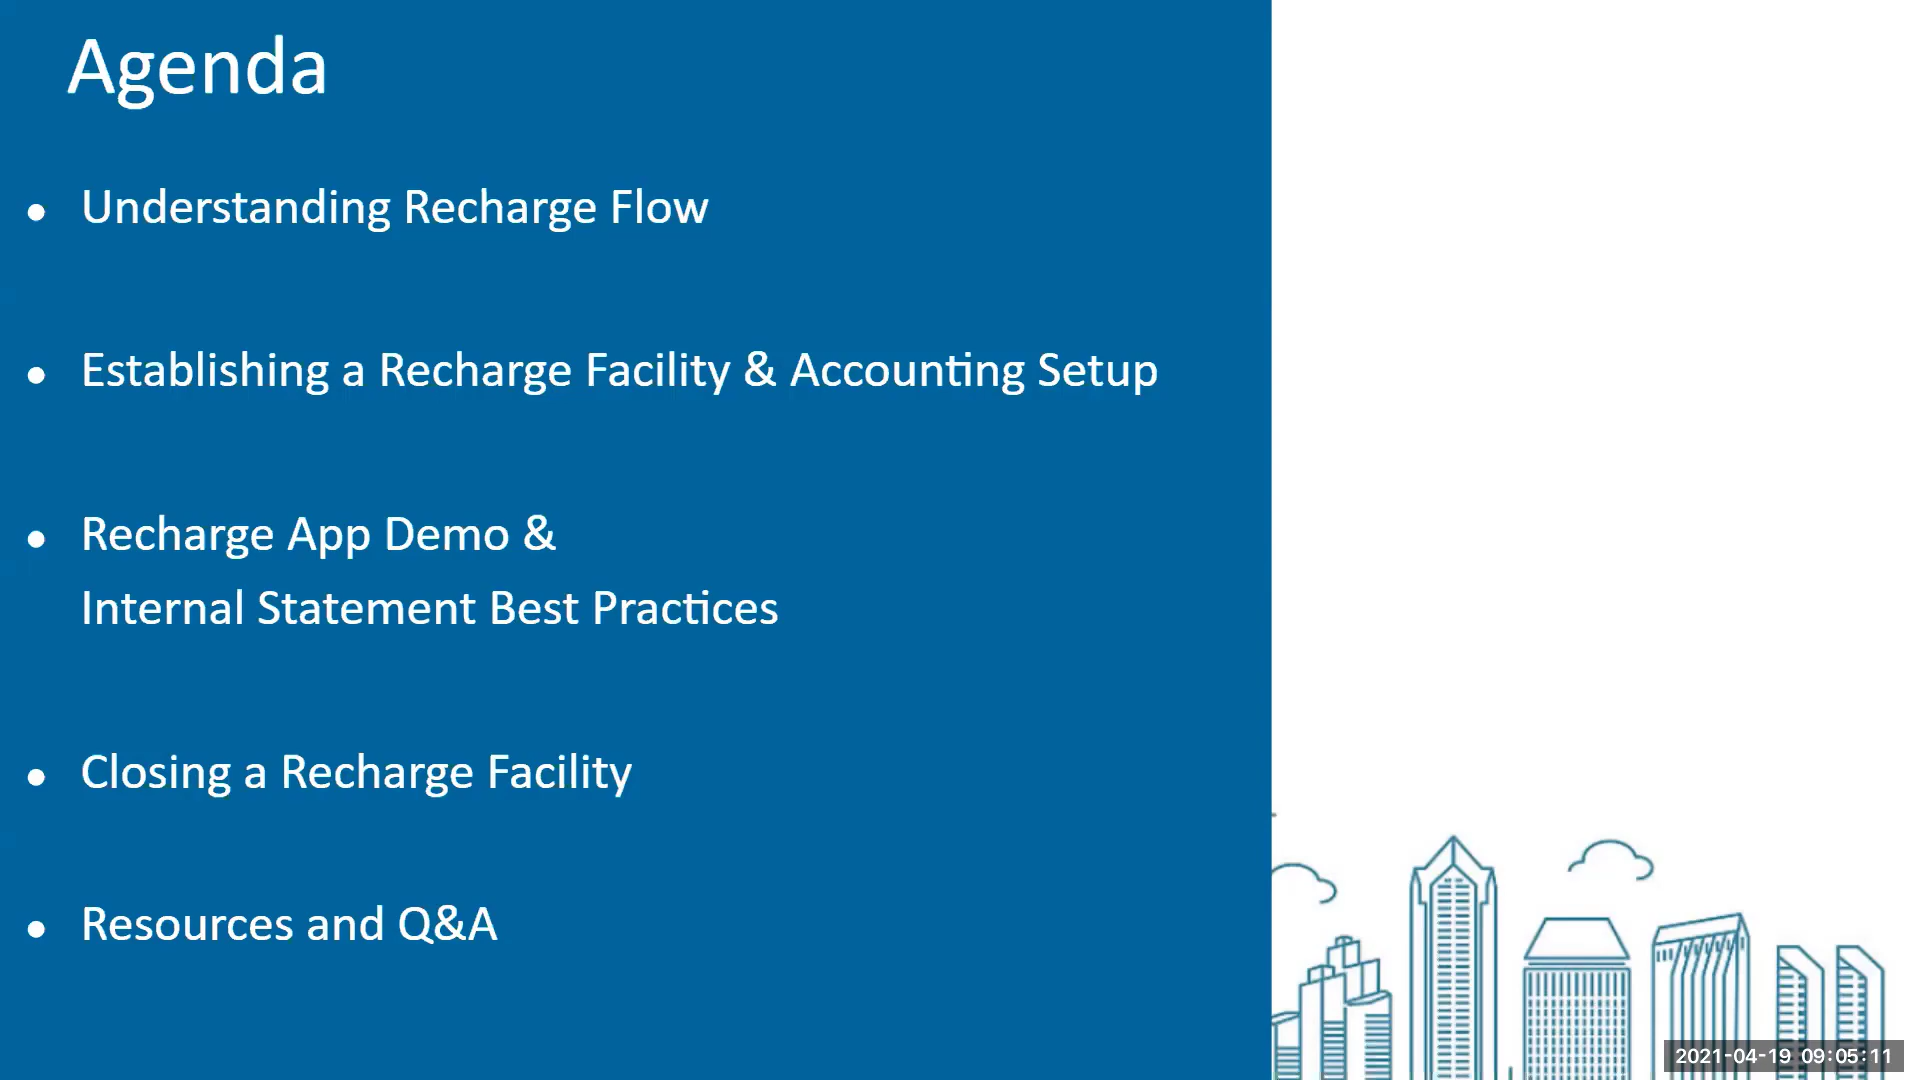 Agenda
• Understanding Recharge Flow
• Establishing a Recharge Facility & Accounting Setup
• Recharge App Demo &
Internal Statement Best Practices
• Closing a Recharge Facility
• Resources and Q&A
2021-04-19 09:05:11